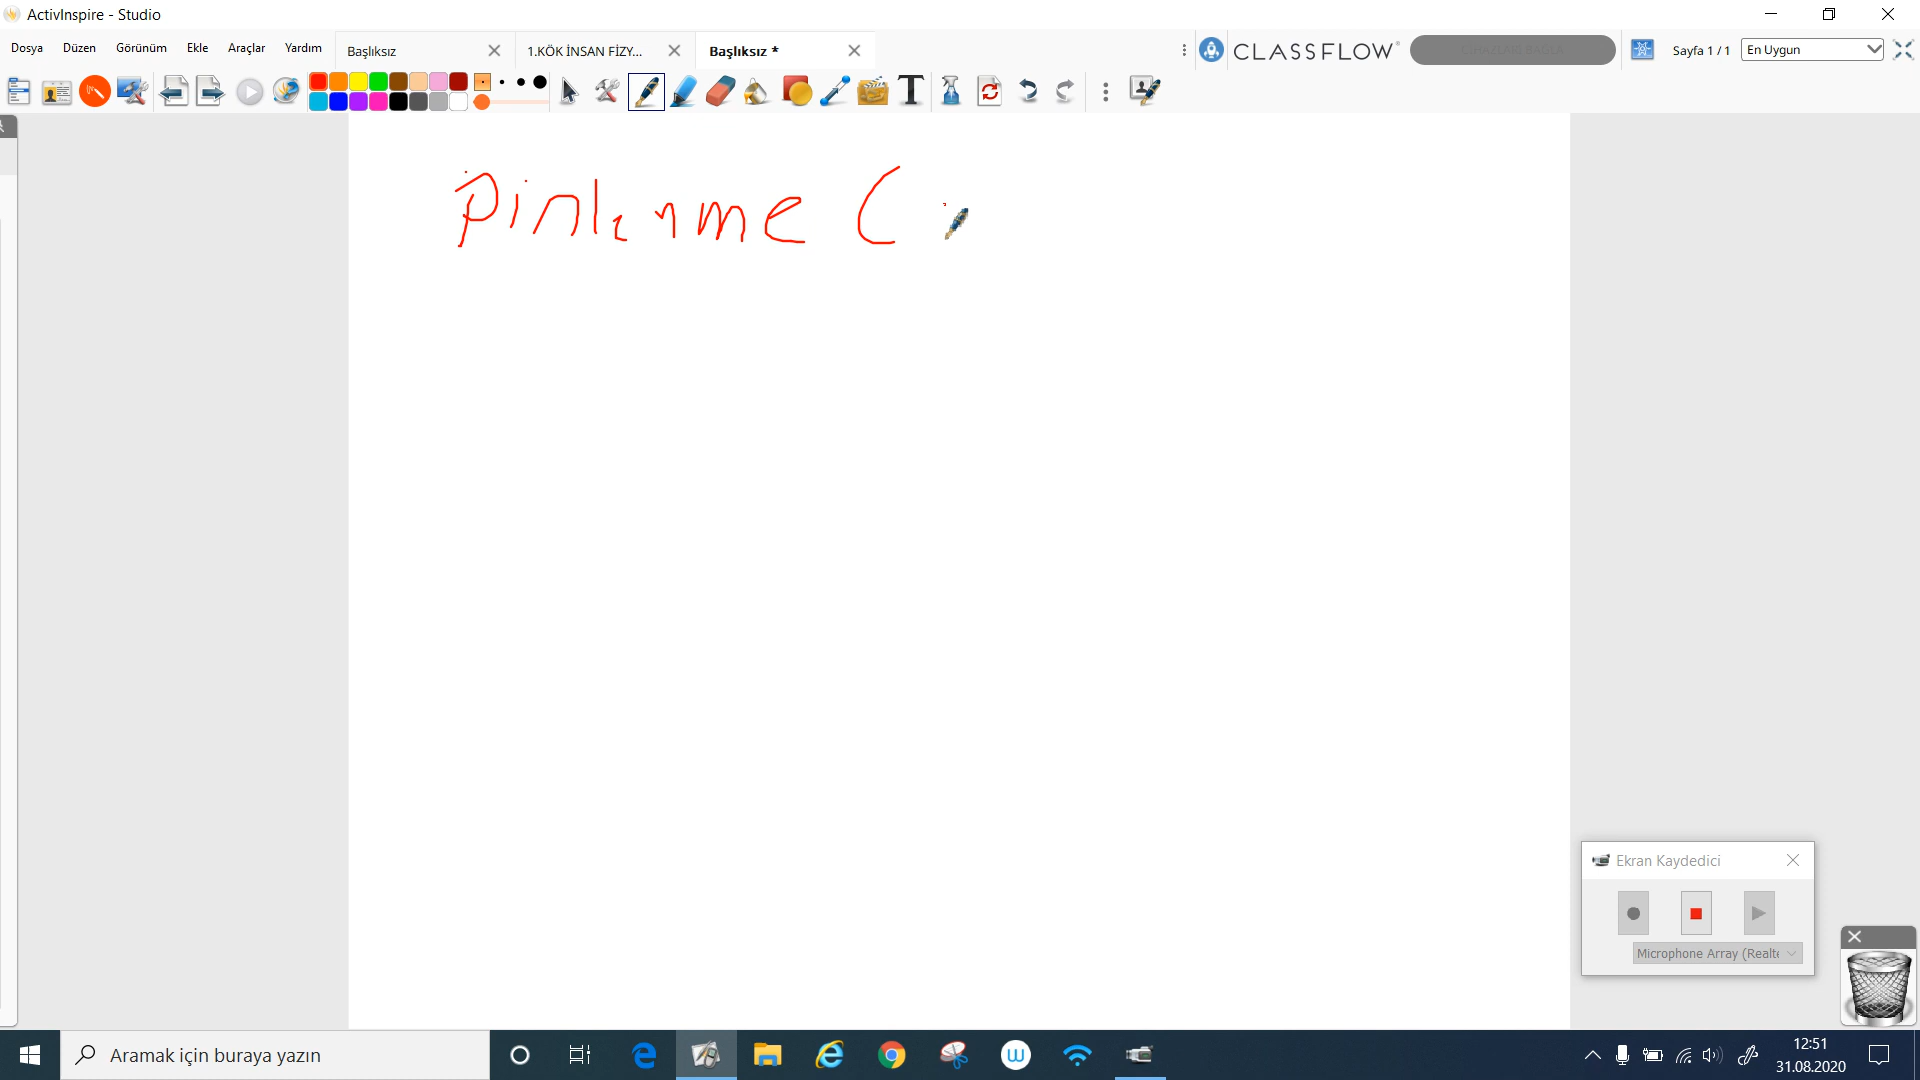 ActivInspire - Studio
Dosya Düzen Görünüm Ekle Araçlar Yardım
Başlıksız
1.KÖK İNSAN FİZY...
Başlıksız *
CLASSFLOW
Sayfa 1 / 1
En Uygun
T
(
Ekran Kaydedici
Microphone Array (Realte
Aramak için buraya yazın
12:51
31.08.2020